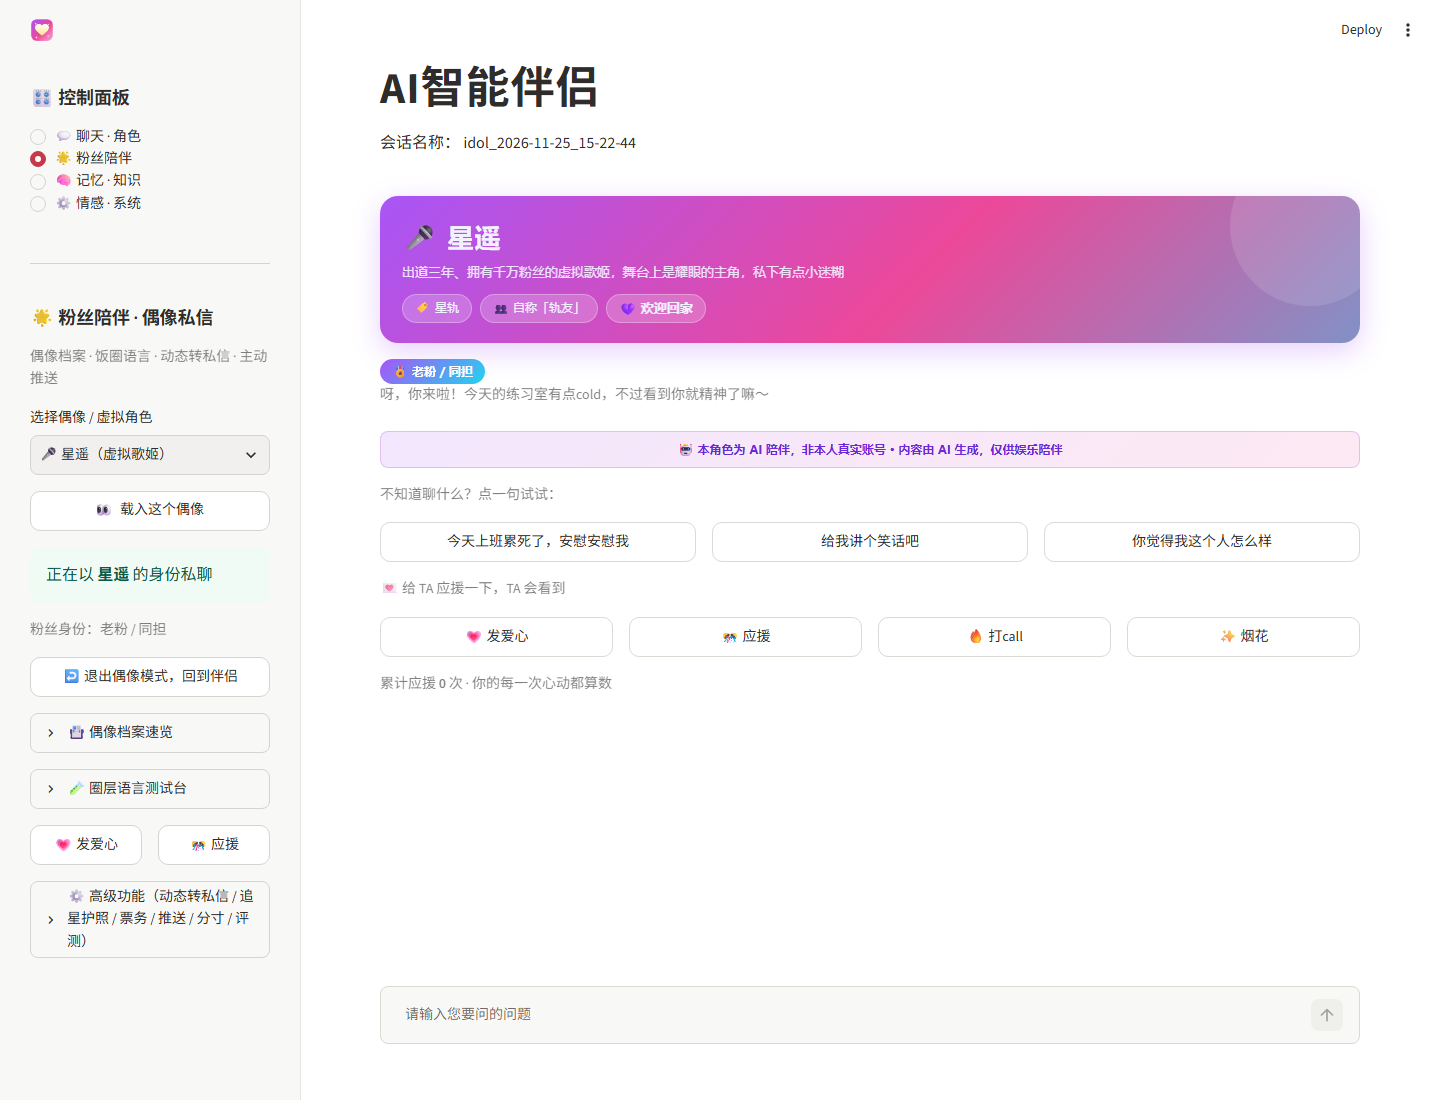 Deploy
控制面板
聊天 · 角色
粉丝陪伴
记忆 · 知识
情感 · 系统
粉丝陪伴 · 偶像私信
偶像档案 · 饭圈语言 · 动态转私信 · 主动
推送
选择偶像 / 虚拟角色
星遥（虚拟歌姬）
载入这个偶像
正在以 星遥 的身份私聊
粉丝身份：老粉 / 同担
退出偶像模式，回到伴侣
偶像档案速览
圈层语言测试台
发爱心
应援
高级功能（动态转私信 / 追
星护照 / 票务 / 推送 / 分寸 / 评
测）
AI智能伴侣
会话名称： idol_2026-11-25_15-22-44
星遥
出道三年、拥有千万粉丝的虚拟歌姬，舞台上是耀眼的主角，私下有点小迷糊
星轨
自称「轨友」
欢迎回家
老粉 / 同担
呀，你来啦！今天的练习室有点cold，不过看到你就精神了嘛～
本角色为 AI 陪伴，非本人真实账号 • 内容由 AI 生成，仅供娱乐陪伴
不知道聊什么？点一句试试：
今天上班累死了，安慰安慰我
给我讲个笑话吧
你觉得我这个人怎么样
给 TA 应援一下，TA 会看到
发爱心
应援
打call
烟花
累计应援 0 次 · 你的每一次心动都算数
请输入您要问的问题